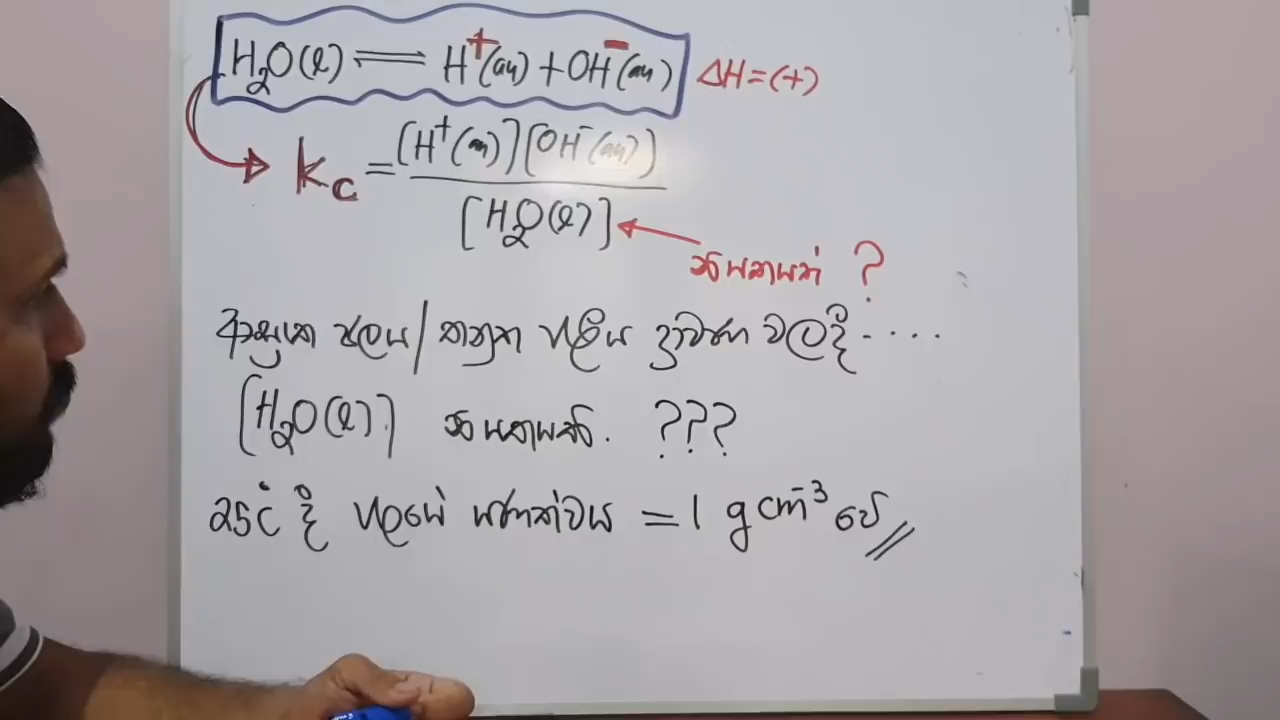 H₂O(l) ⇌ H⁺(aq) + OH⁻(aq) ΔH = (+)
Kc = [H⁺(aq)][OH⁻(aq)]
[H₂O(l)]
නියතයක් ?
ආසුැත ජලය / තනුක ජලීය ද්‍රාවණ වලදී ....
[H₂O(l)] නියතයකි. ???
25°C දී ජලයේ ඝනත්වය = 1 g cm⁻³ වේ //